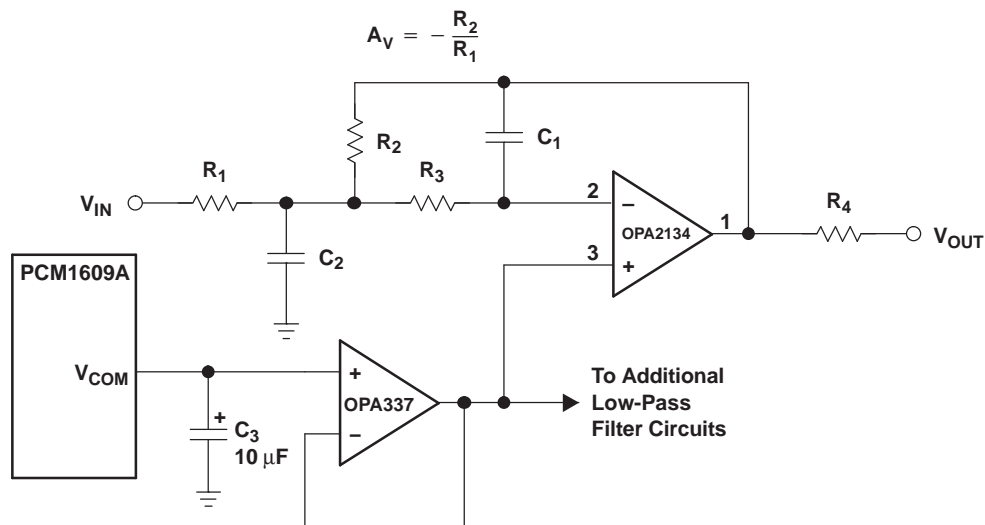 A_V = − R_2 / R_1
R_2
C_1
R_1
R_3
V_IN
2
−
OPA2134
1
R_4
V_OUT
3
+
C_2
PCM1609A
V_COM
+
OPA337
−
To Additional
Low-Pass
Filter Circuits
+
C_3
10 μF